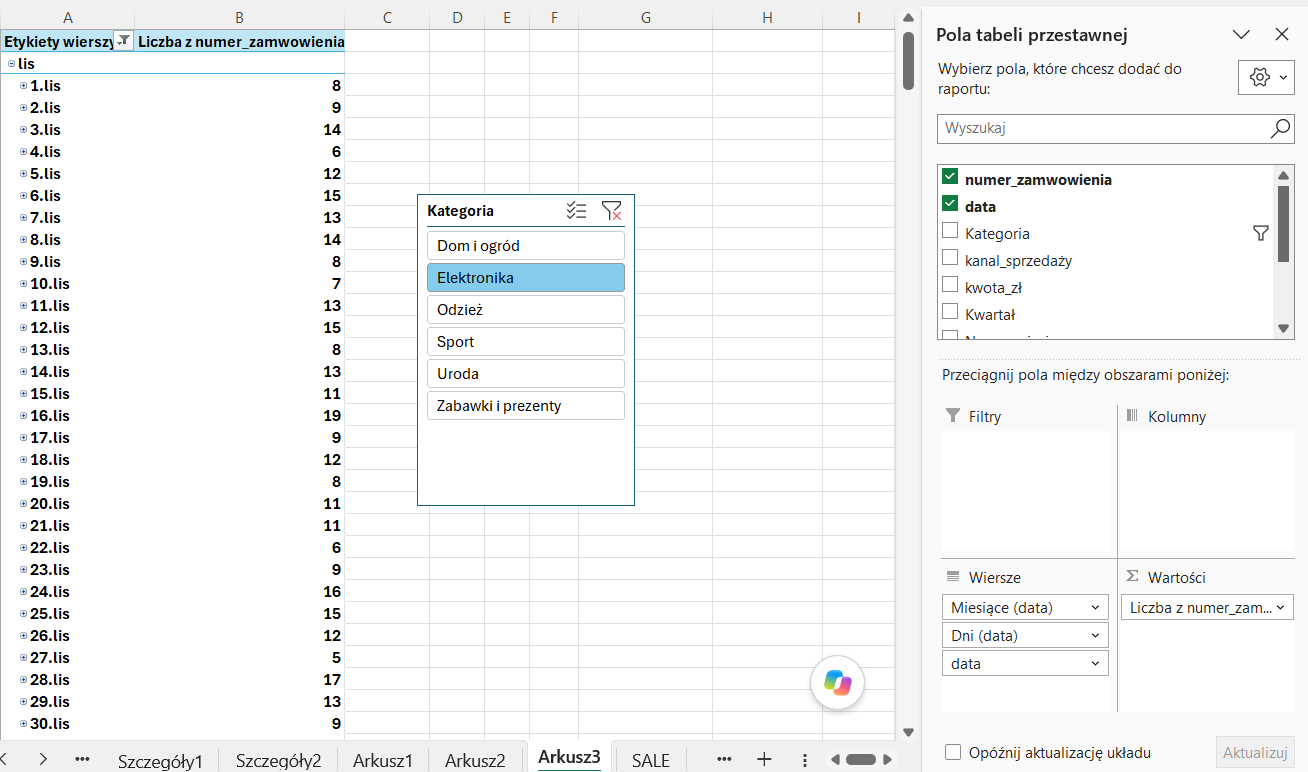 A B C D E F G H I
Etykiety wierszy Liczba z numer_zamwowienia
lis
1.lis 8
2.lis 9
3.lis 14
4.lis 6
5.lis 12
6.lis 15
7.lis 13
8.lis 14
9.lis 8
10.lis 7
11.lis 13
12.lis 15
13.lis 8
14.lis 13
15.lis 11
16.lis 19
17.lis 9
18.lis 12
19.lis 8
20.lis 11
21.lis 11
22.lis 6
23.lis 9
24.lis 16
25.lis 15
26.lis 12
27.lis 5
28.lis 17
29.lis 13
30.lis 9
Kategoria
Dom i ogród
Elektronika
Odzież
Sport
Uroda
Zabawki i prezenty
Szczegóły1 Szczegóły2 Arkusz1 Arkusz2 Arkusz3 SALE
Pola tabeli przestawnej
Wybierz pola, które chcesz dodać do
raportu:
Wyszukaj
numer_zamwowienia
data
Kategoria
kanal_sprzedaży
kwota_zł
Kwartał
Przeciągnij pola między obszarami poniżej:
Filtry
Kolumny
Wiersze
Miesiące (data)
Dni (data)
data
Wartości
Liczba z numer_zam...
Opóźnij aktualizację układu
Aktualizuj